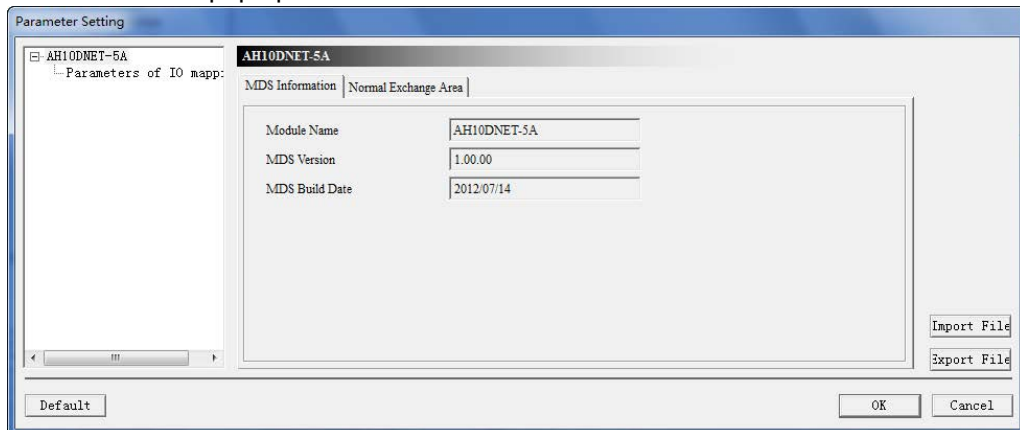 Parameter Setting
AH10DNET-5A
Parameters of IO mapp:
AH10DNET-5A
MDS Information
Normal Exchange Area
Module Name
AH10DNET-5A
MDS Version
1.00.00
MDS Build Date
2012/07/14
Import File
Export File
Default
OK
Cancel